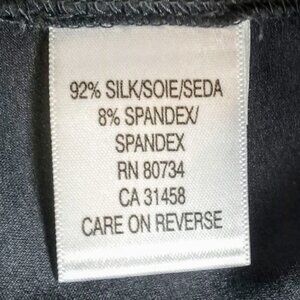 92% SILK/SOIE/SEDA
8% SPANDEX/
SPANDEX
RN 80734
CA 31458
CARE ON REVERSE